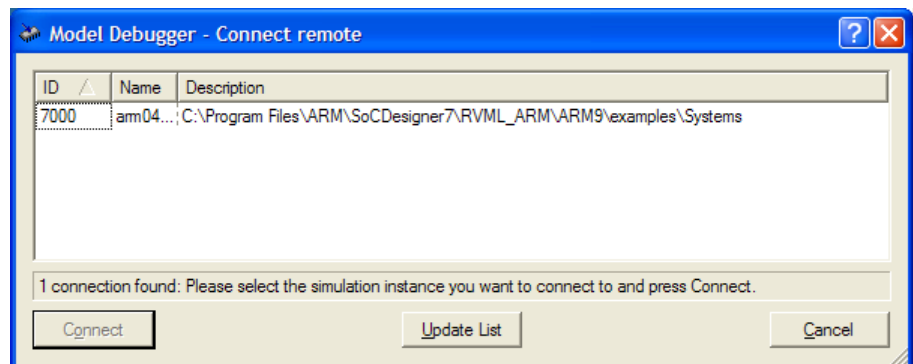 Model Debugger - Connect remote
ID Name Description
7000 arm04... C:\Program Files\ARM\SoCDesigner7\RVML_ARM\ARM9\examples\Systems
1 connection found: Please select the simulation instance you want to connect to and press Connect.
Connect Update List Cancel